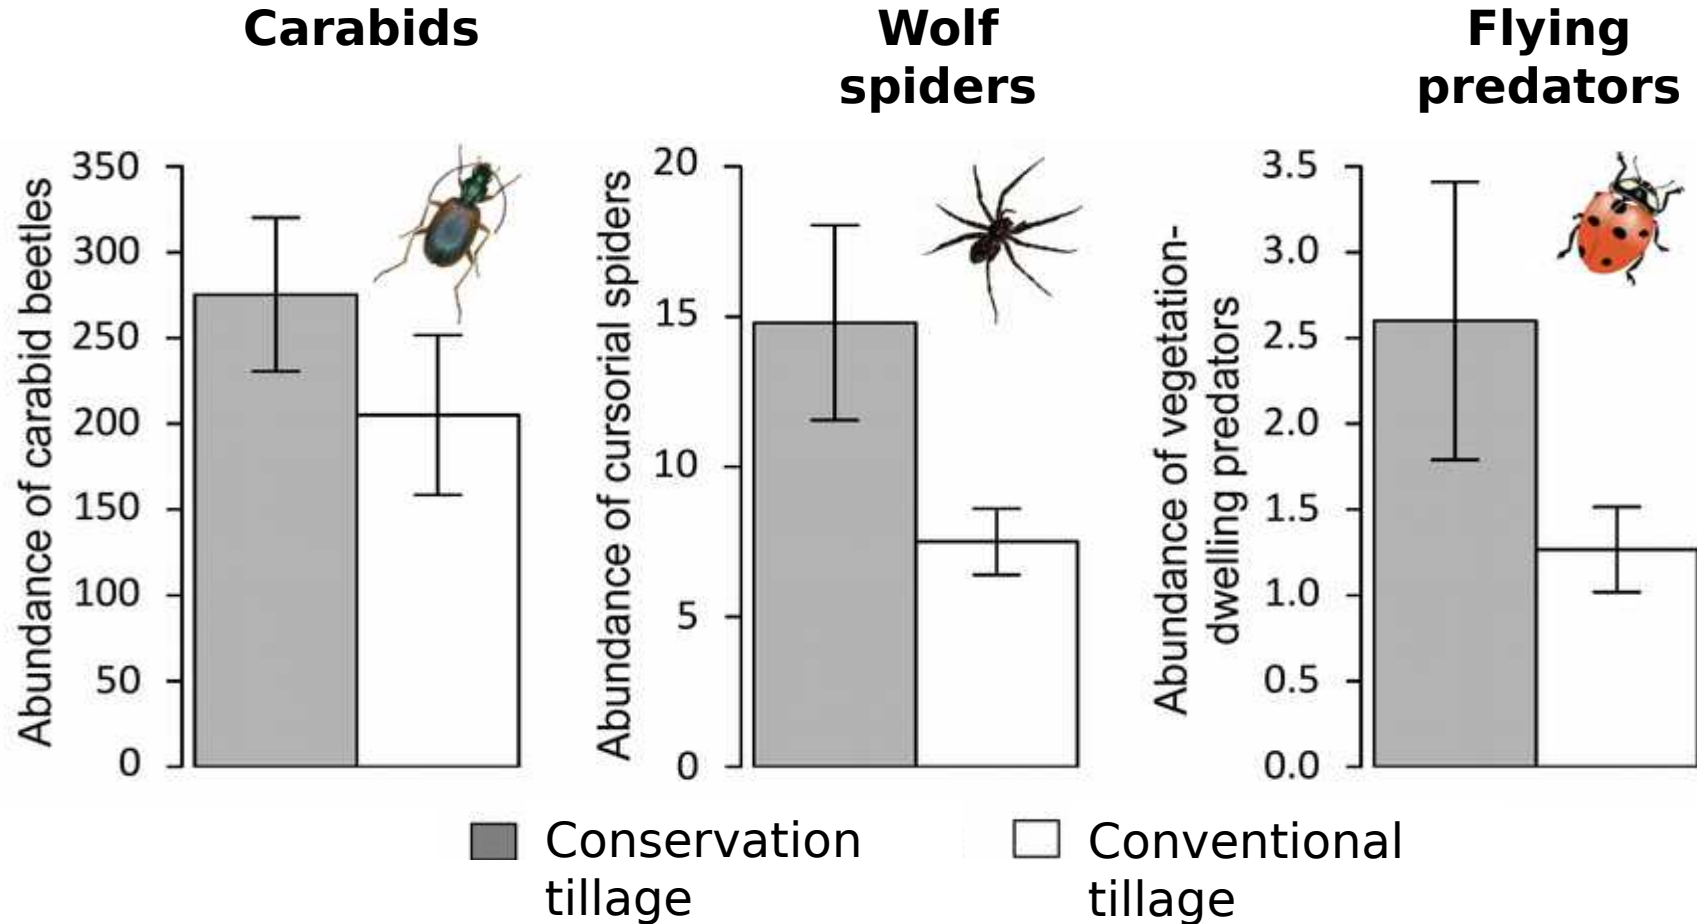 Carabids
Wolf
spiders
Flying
predators
Abundance of carabid beetles
350
300
250
200
150
100
50
0
Abundance of cursorial spiders
20
15
10
5
0
Abundance of vegetation-
dwelling predators
3.5
3.0
2.5
2.0
1.5
1.0
0.5
0.0
Conservation
tillage
Conventional
tillage